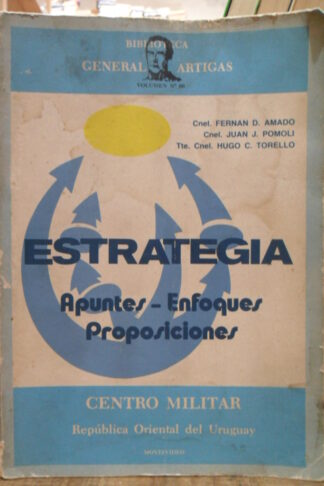 BIBLIOTECA
GENERAL ARTIGAS
Cnel. FERNAN D. AMADO
Cnel. JUAN J. POMOLI
Tte. Cnel. HUGO C. TORELLO
ESTRATEGIA
Apuntes - Enfoques
Proposiciones
CENTRO MILITAR
República Oriental del Uruguay
MONTEVIDEO